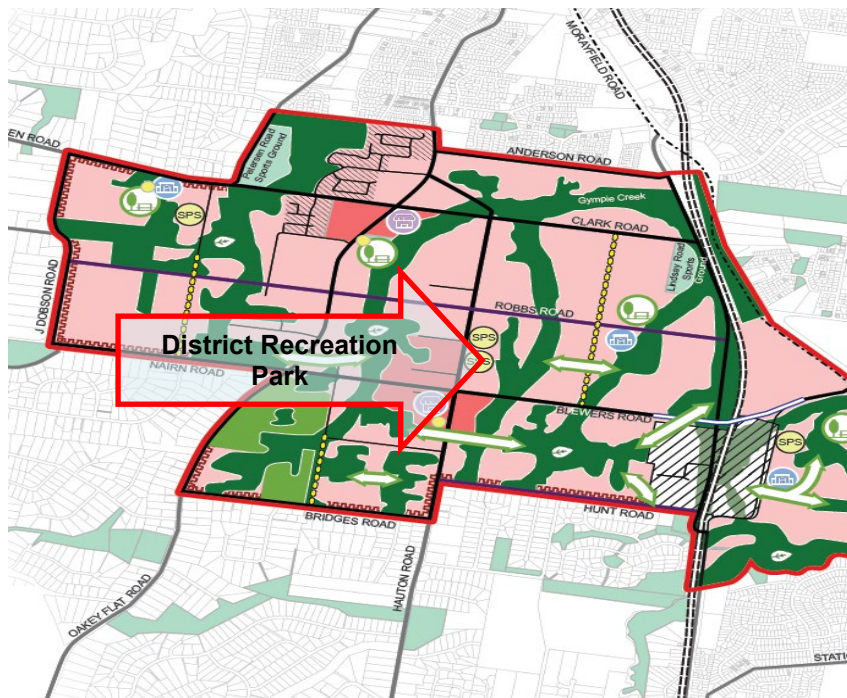 MORAYFIELD ROAD
EN ROAD
Petersen Road
Sports Ground
ANDERSON ROAD
Gympie Creek
CLARK ROAD
SPS
Lindsay Road
Sports
Ground
J DOBSON ROAD
ROBBS ROAD
SPS
District Recreation
Park
SPS
NAIRN ROAD
BLEWERS ROAD
SPS
HUNT ROAD
BRIDGES ROAD
OAKEY FLAT ROAD
HAUTON ROAD
STATI